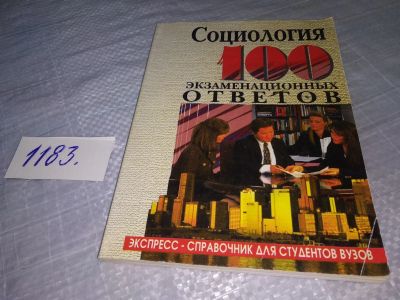 Социология
100
ЭКЗАМЕНАЦИОННЫХ
ОТВЕТОВ
ЭКСПРЕСС - СПРАВОЧНИК ДЛЯ СТУДЕНТОВ ВУЗОВ
1183.